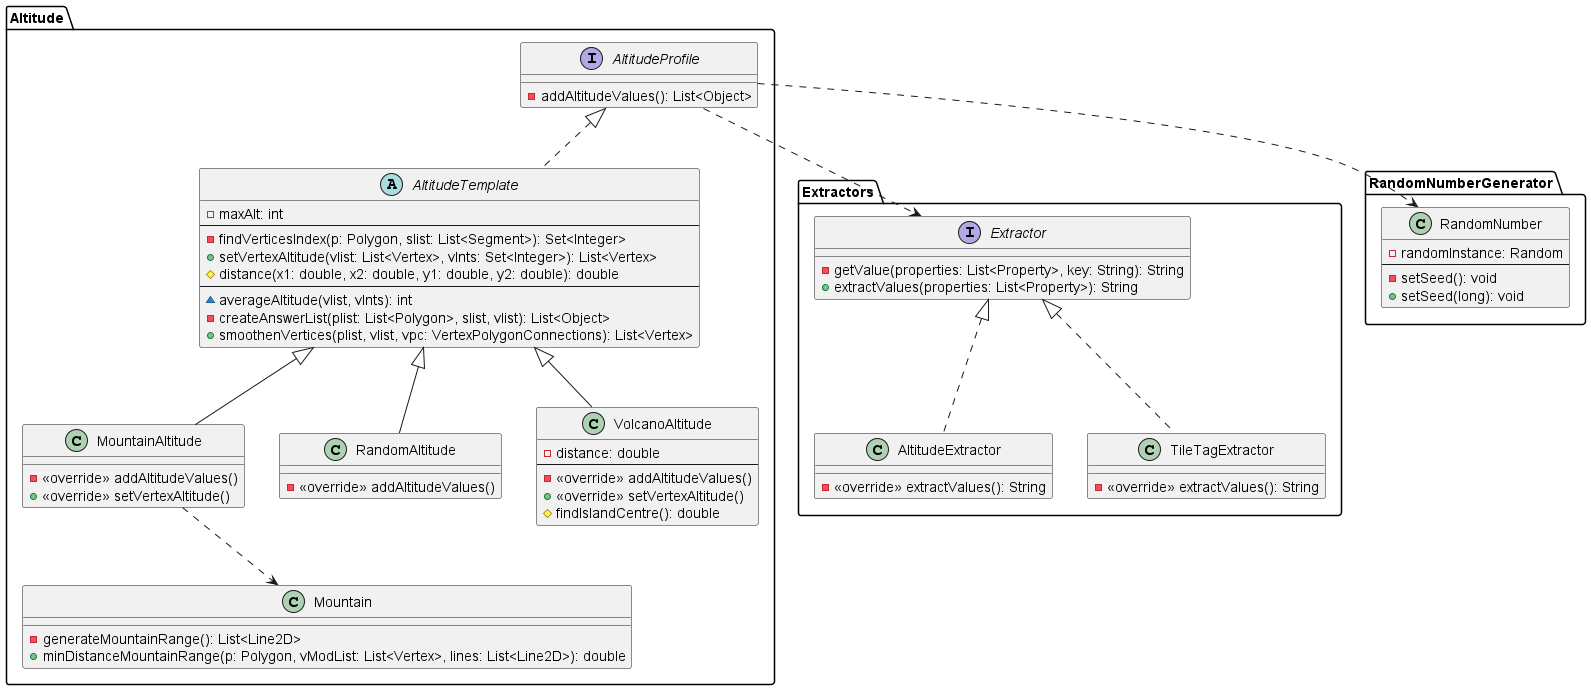 Altitude
I AltitudeProfile
addAltitudeValues(): List<Object>
A AltitudeTemplate
maxAlt: int
findVerticesIndex(p: Polygon, slist: List<Segment>): Set<Integer>
setVertexAltitude(vlist: List<Vertex>, vInts: Set<Integer>): List<Vertex>
distance(x1: double, x2: double, y1: double, y2: double): double
averageAltitude(vlist, vInts): int
createAnswerList(plist: List<Polygon>, slist, vlist): List<Object>
smoothenVertices(plist, vlist, vpc: VertexPolygonConnections): List<Vertex>
C MountainAltitude
«override» addAltitudeValues()
«override» setVertexAltitude()
C RandomAltitude
«override» addAltitudeValues()
C VolcanoAltitude
distance: double
«override» addAltitudeValues()
«override» setVertexAltitude()
findIslandCentre(): double
C Mountain
generateMountainRange(): List<Line2D>
minDistanceMountainRange(p: Polygon, vModList: List<Vertex>, lines: List<Line2D>): double
Extractors
I Extractor
getValue(properties: List<Property>, key: String): String
extractValues(properties: List<Property>): String
C AltitudeExtractor
«override» extractValues(): String
C TileTagExtractor
«override» extractValues(): String
RandomNumberGenerator
C RandomNumber
randomInstance: Random
setSeed(): void
setSeed(long): void